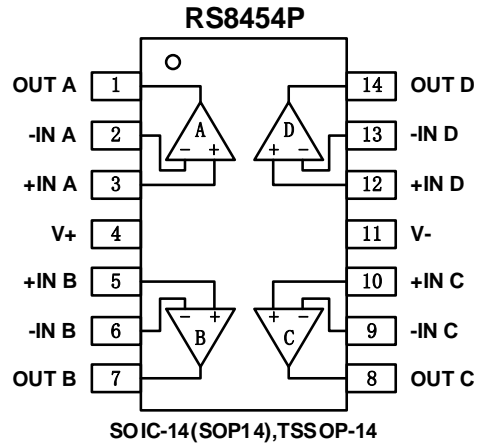 RS8454P
OUT A 1 14 OUT D
-IN A 2 A D 13 -IN D
- + + -
+IN A 3 12 +IN D
V+ 4 11 V-
+IN B 5 10 +IN C
- + + -
-IN B 6 B C 9 -IN C
OUT B 7 8 OUT C
SOIC-14(SOP14),TSSOP-14